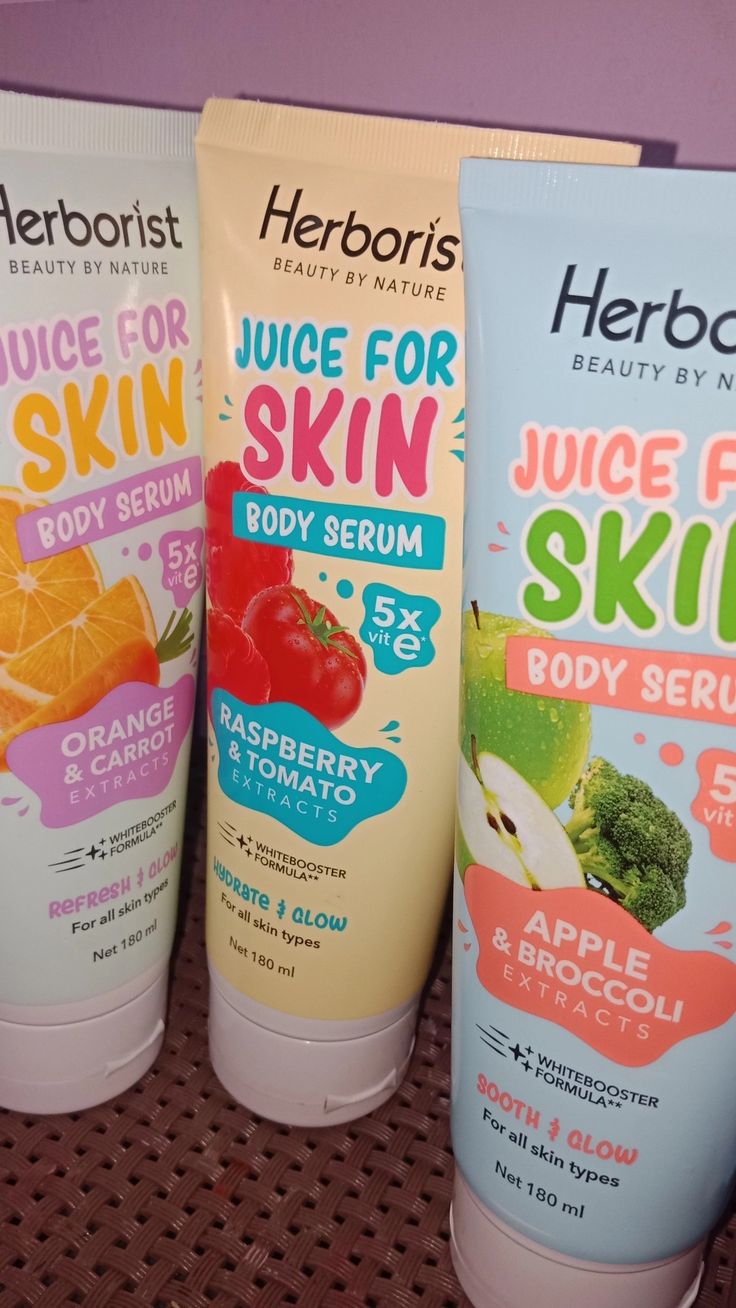 Herborist
BEAUTY BY NATURE
JUICE FOR
SKIN
BODY SERUM
5x
vit e
ORANGE
& CARROT
EXTRACTS
WHITEBOOSTER
FORMULA**
REFRESH & GLOW
For all skin types
Net 180 ml
Herboris
BEAUTY BY NATURE
JUICE FOR
SKIN
BODY SERUM
5x
vit e*
RASPBERRY
& TOMATO
EXTRACTS
WHITEBOOSTER
FORMULA**
HYDRATE & GLOW
For all skin types
Net 180 ml
Herbo
BEAUTY BY N
JUICE F
SKI
BODY SERU
5
vit
APPLE
& BROCCOLI
EXTRACTS
WHITEBOOSTER
FORMULA**
SOOTH & GLOW
For all skin types
Net 180 ml